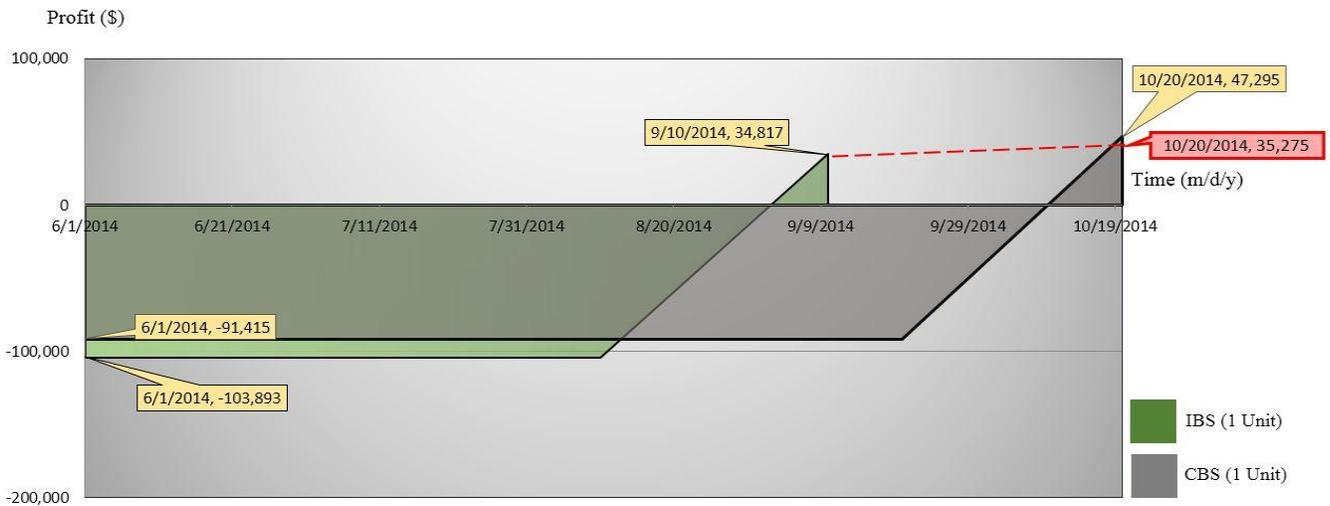 Profit ($)
100,000
10/20/2014, 47,295
9/10/2014, 34,817
10/20/2014, 35,275
Time (m/d/y)
0
6/1/2014 6/21/2014 7/11/2014 7/31/2014 8/20/2014 9/9/2014 9/29/2014 10/19/2014
6/1/2014, -91,415
-100,000
6/1/2014, -103,893
IBS (1 Unit)
CBS (1 Unit)
-200,000